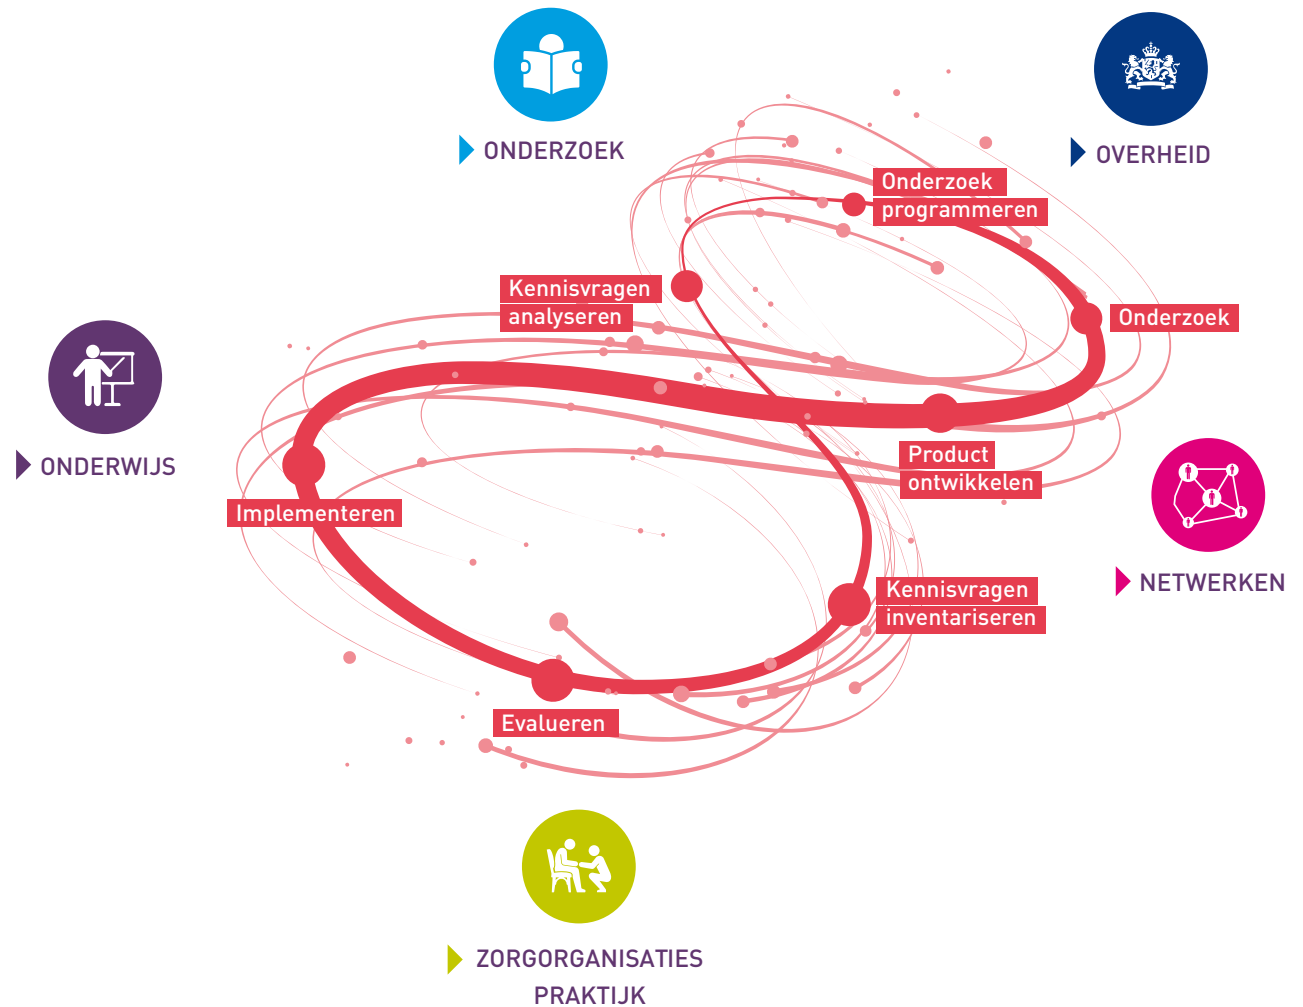 ONDERZOEK
OVERHEID
Onderzoek
programmeren
Kennisvragen
analyseren
Onderzoek
Product
ontwikkelen
ONDERWIJS
Implementeren
NETWERKEN
Kennisvragen
inventariseren
Evalueren
ZORGORGANISATIES
PRAKTIJK